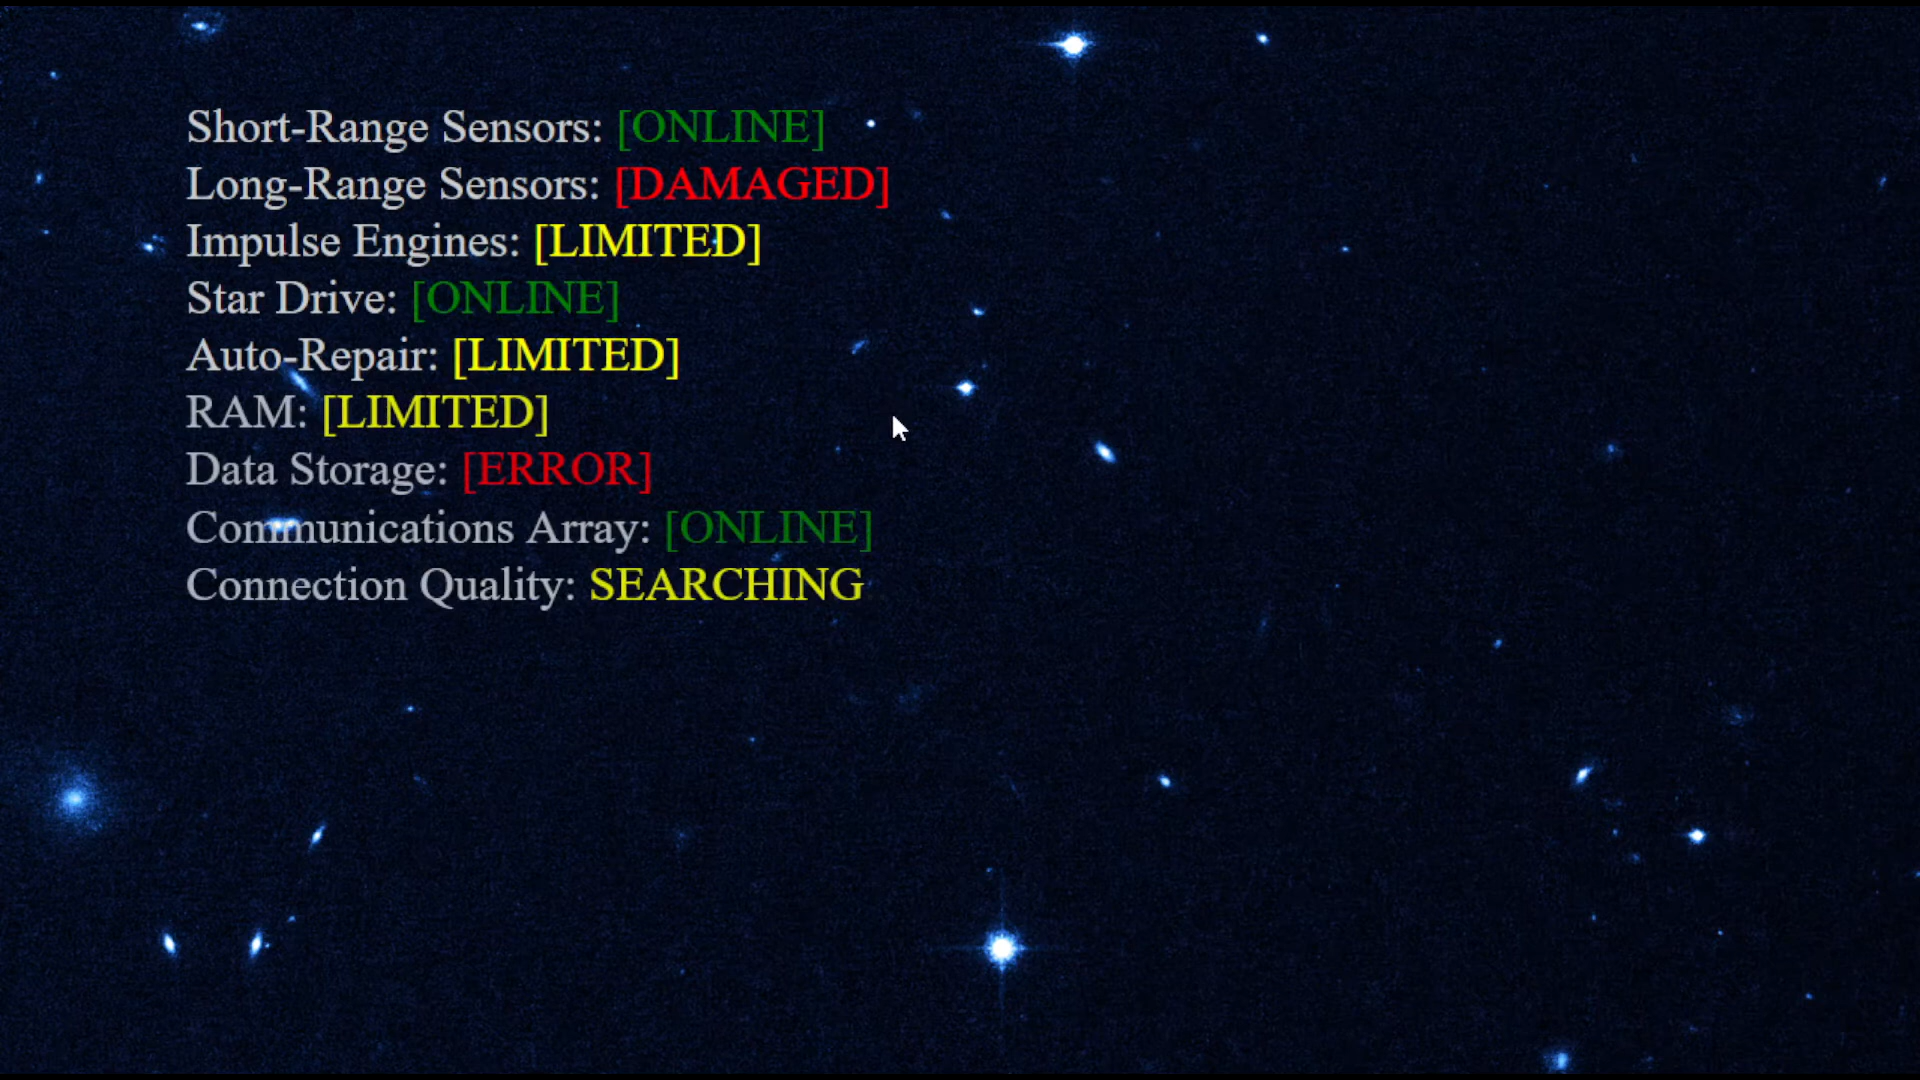 Short-Range Sensors: [ONLINE]
Long-Range Sensors: [DAMAGED]
Impulse Engines: [LIMITED]
Star Drive: [ONLINE]
Auto-Repair: [LIMITED]
RAM: [LIMITED]
Data Storage: [ERROR]
Communications Array: [ONLINE]
Connection Quality: SEARCHING